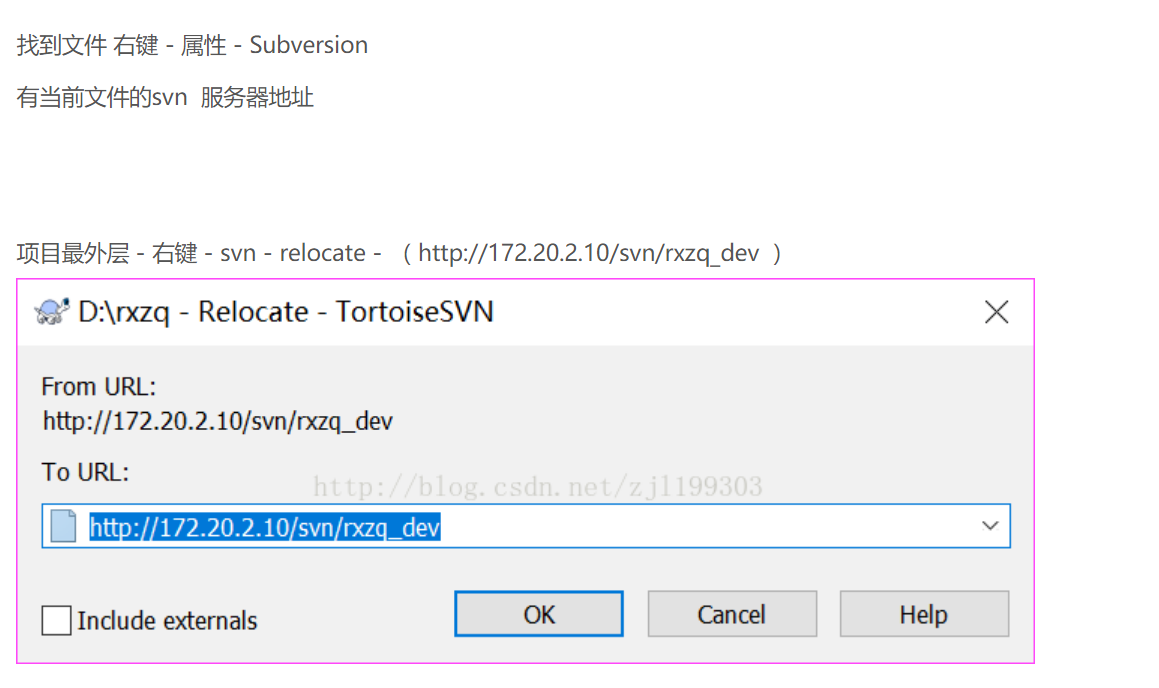 找到文件 右键 - 属性 - Subversion
有当前文件的svn 服务器地址
项目最外层 - 右键 - svn - relocate - （ http://172.20.2.10/svn/rxzq_dev ）
D:\rxzq - Relocate - TortoiseSVN
From URL:
http://172.20.2.10/svn/rxzq_dev
To URL:
http://blog.csdn.net/zjl199303
http://172.20.2.10/svn/rxzq_dev
Include externals
OK
Cancel
Help